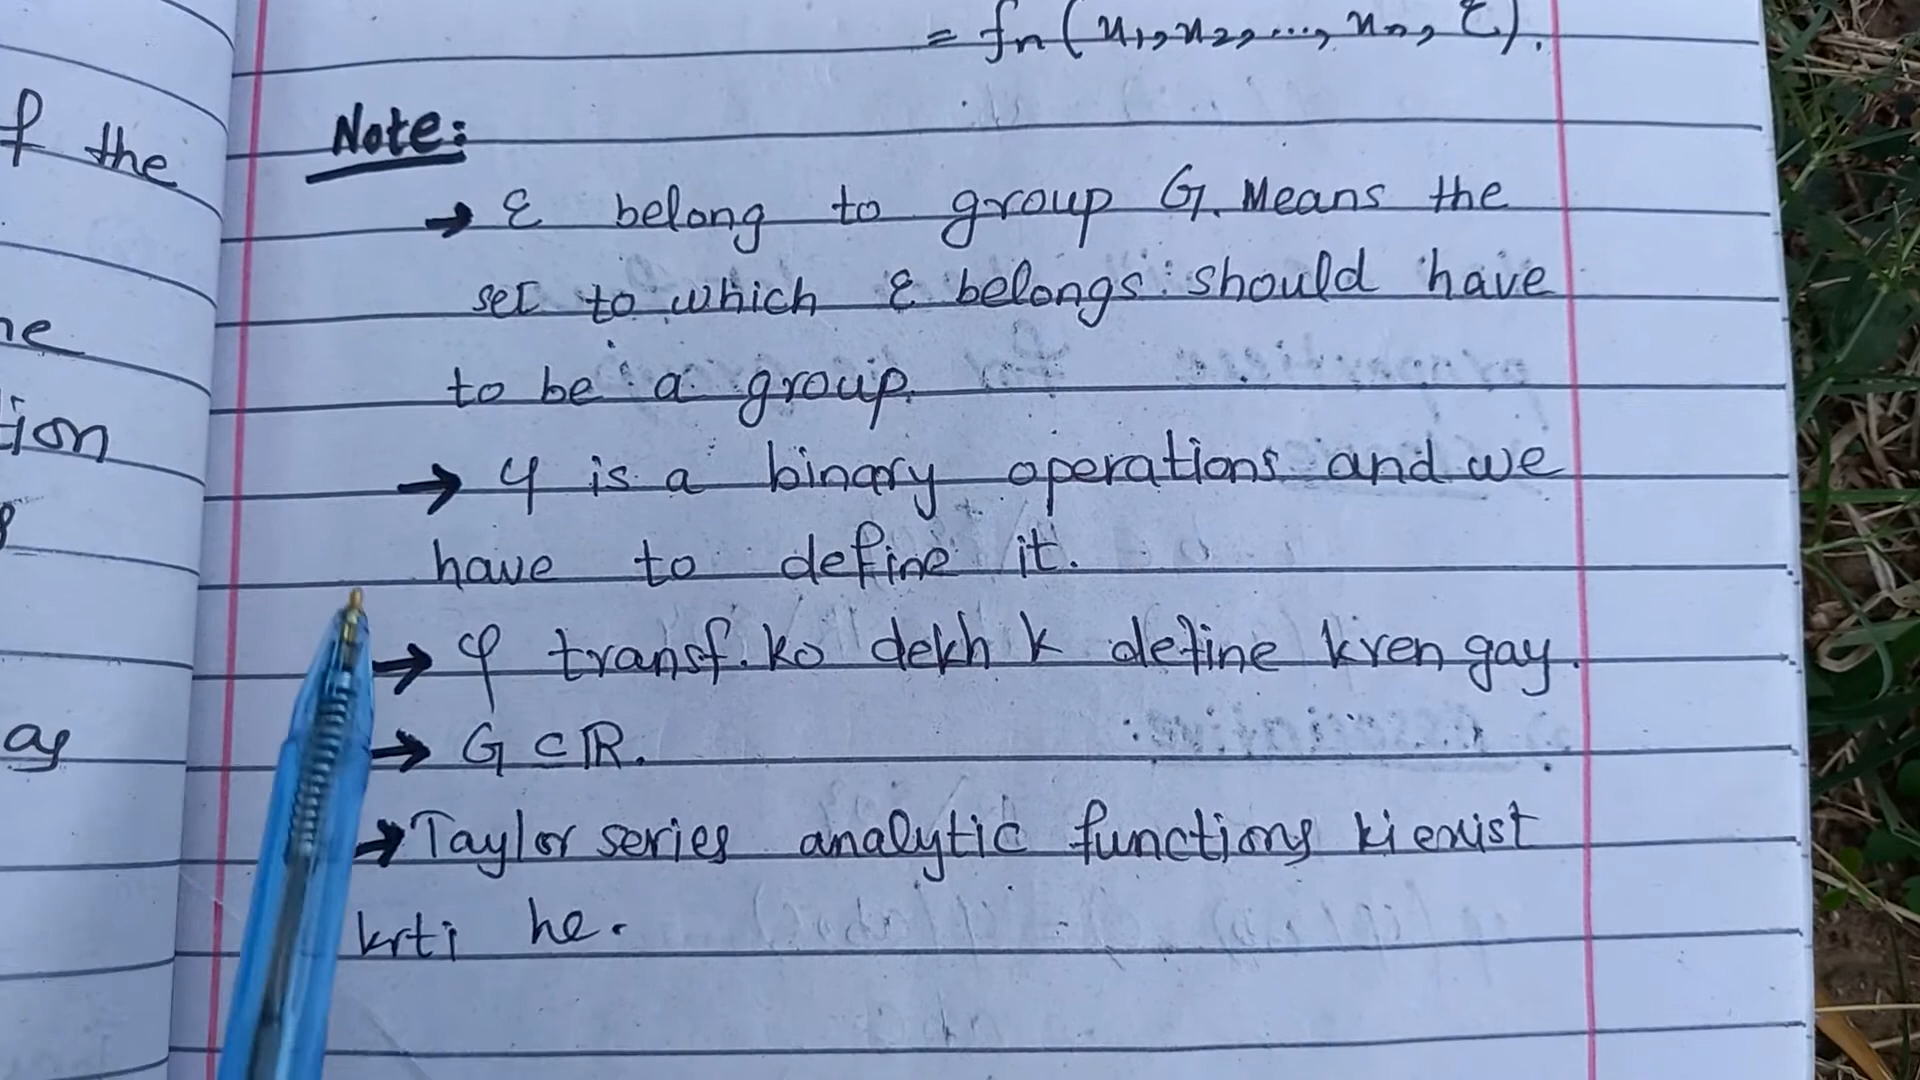 f the
ne
tion
as
= fn (x1, x2, ..., xn, τ).
Note:
→ ε belong to group G. Means the
set to which ε belongs should have
to be a group.
→ φ is a binary operations and we
have to define it.
→ φ transf. ko dekh k define kren gay.
→ G ⊂ ℝ.
→ Taylor series analytic functions ki exist
krti he.